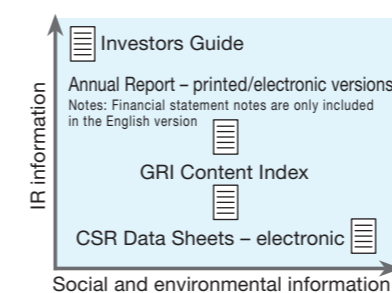 Investors Guide
Annual Report – printed/electronic versions
Notes: Financial statement notes are only included
in the English version
IR information
GRI Content Index
CSR Data Sheets – electronic
Social and environmental information